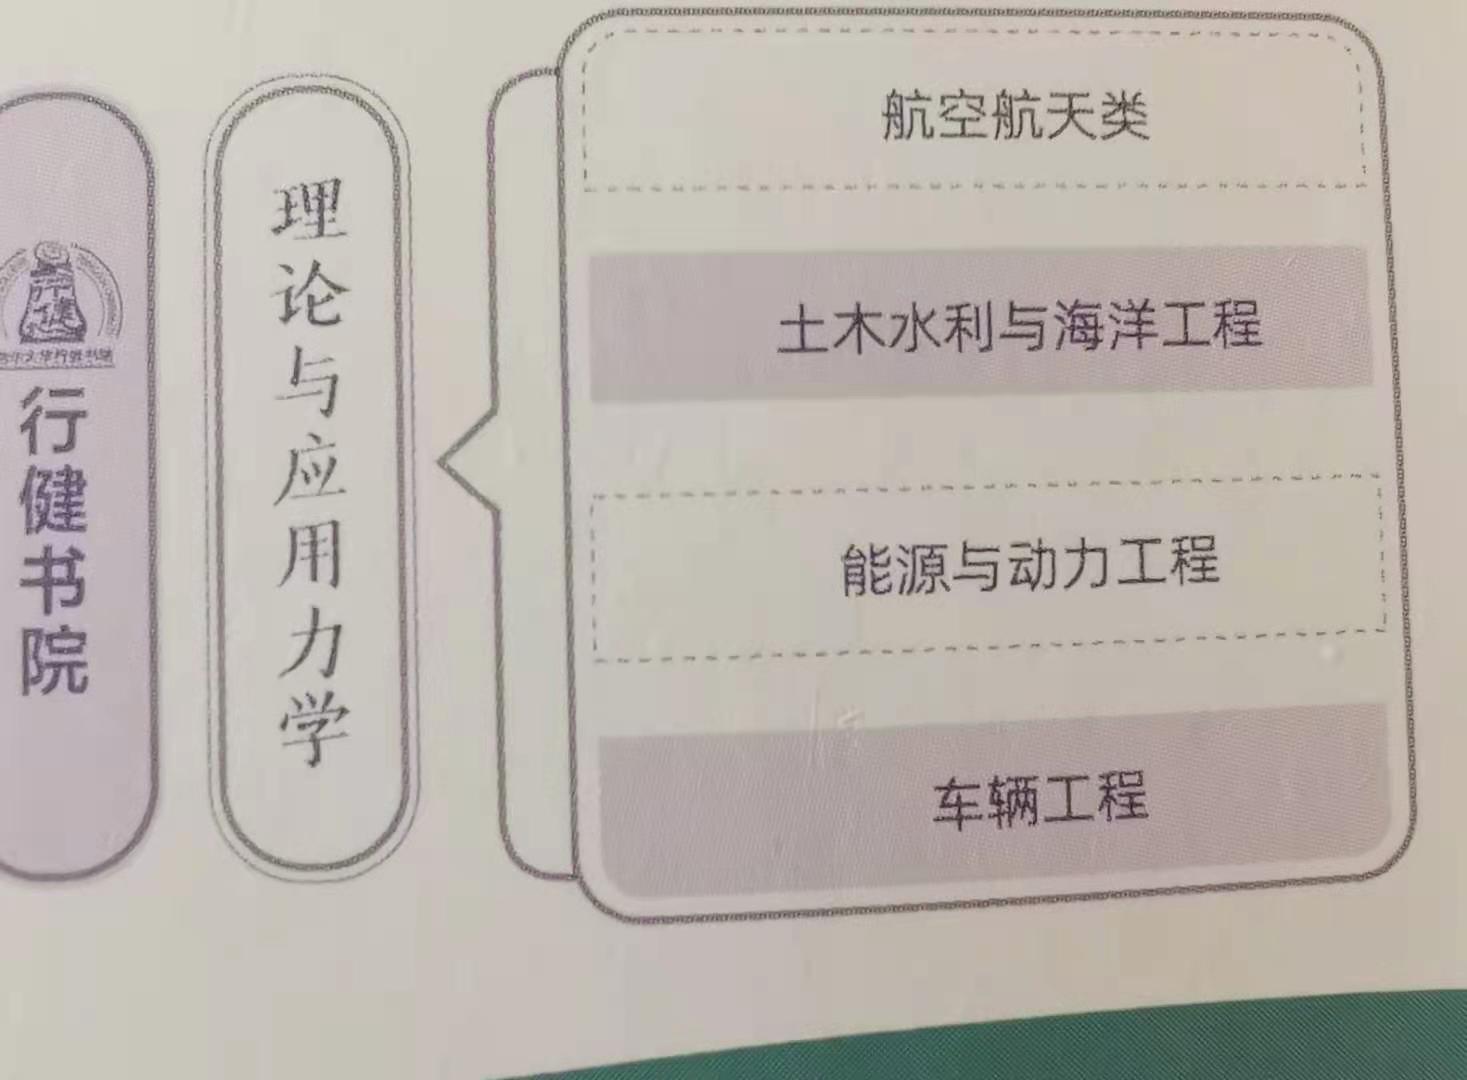 行健书院
理论与应用力学
航空航天类
土木水利与海洋工程
能源与动力工程
车辆工程